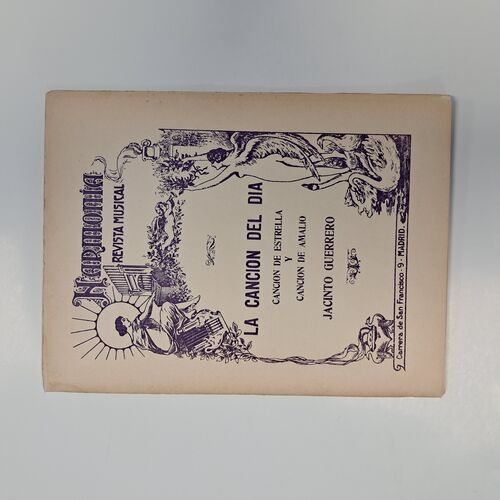 HARMONÍA
REVISTA MUSICAL
LA CANCION DEL DIA
CANCION DE ESTRELLA
Y
CANCION DE AMALIO
JACINTO GUERRERO
Carrera de San Francisco - 9 - MADRID.